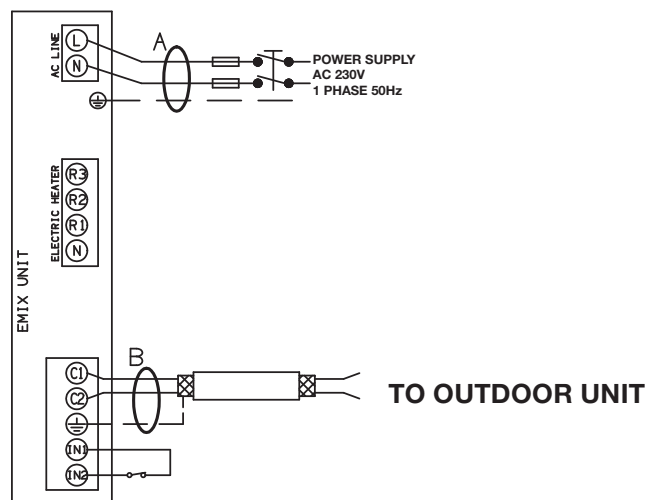 AC LINE
L
N
A
POWER SUPPLY
AC 230V
1 PHASE 50Hz
ELECTRIC HEATER
R3
R2
R1
N
EMIX UNIT
B
C1
C2
TO OUTDOOR UNIT
IN1
IN2